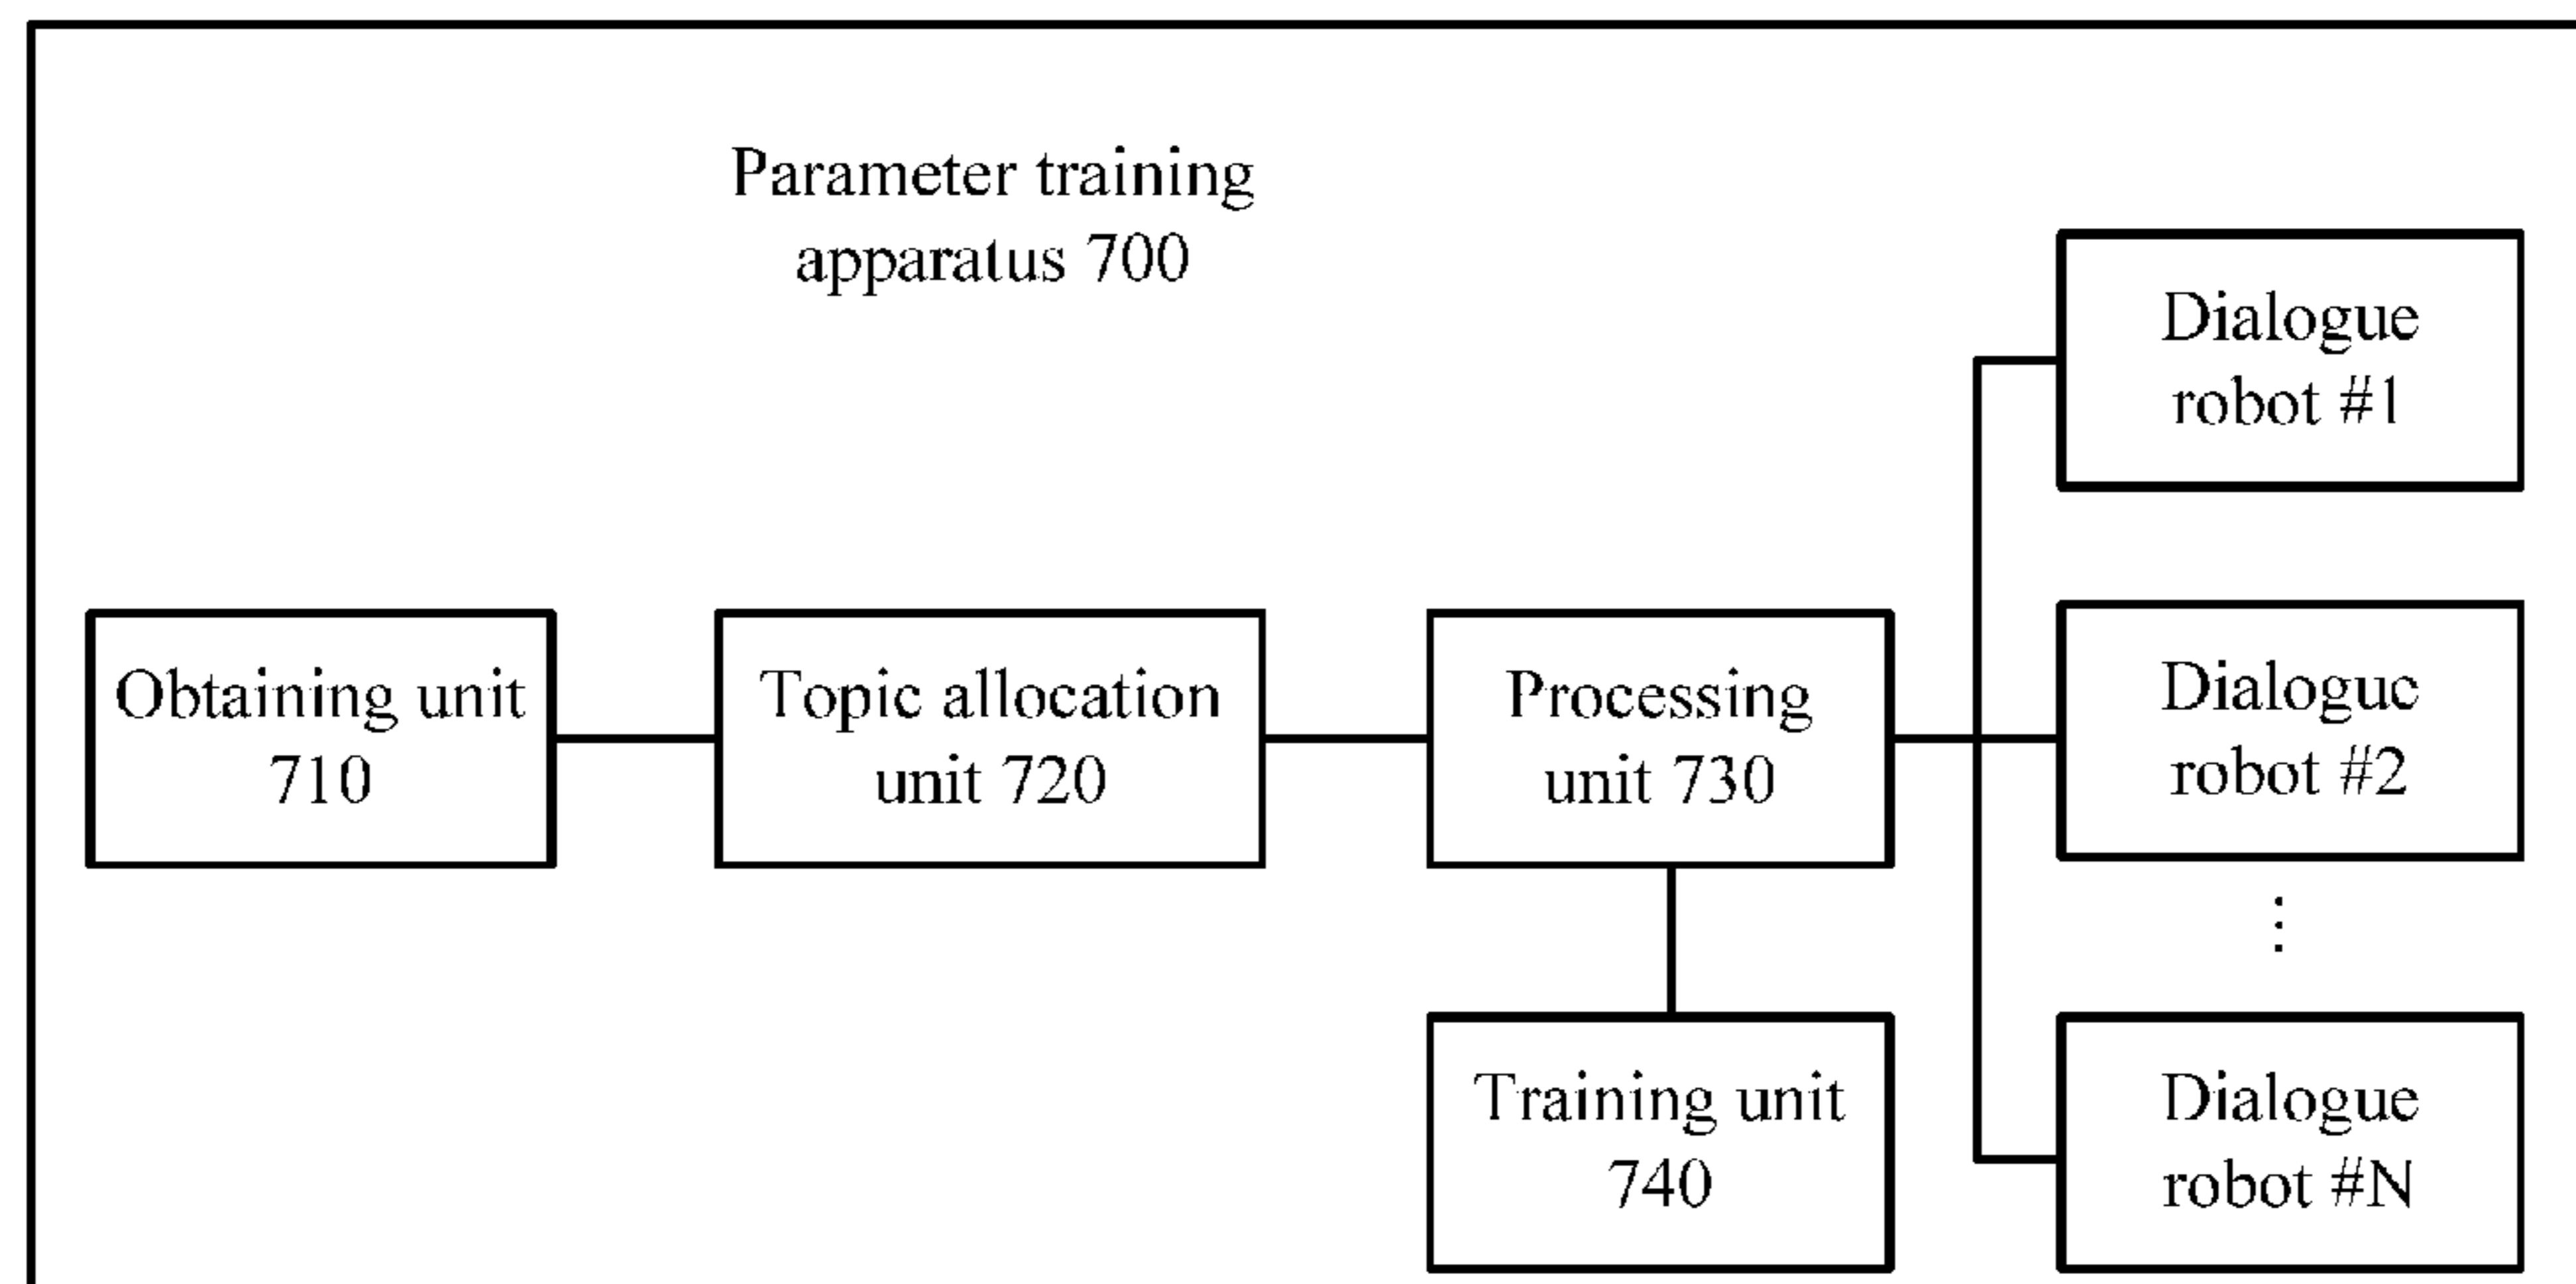 Parameter training
apparatus 700
Dialogue
robot #1
Obtaining unit
710
Topic allocation
unit 720
Processing
unit 730
Dialogue
robot #2
⋮
Training unit
740
Dialogue
robot #N